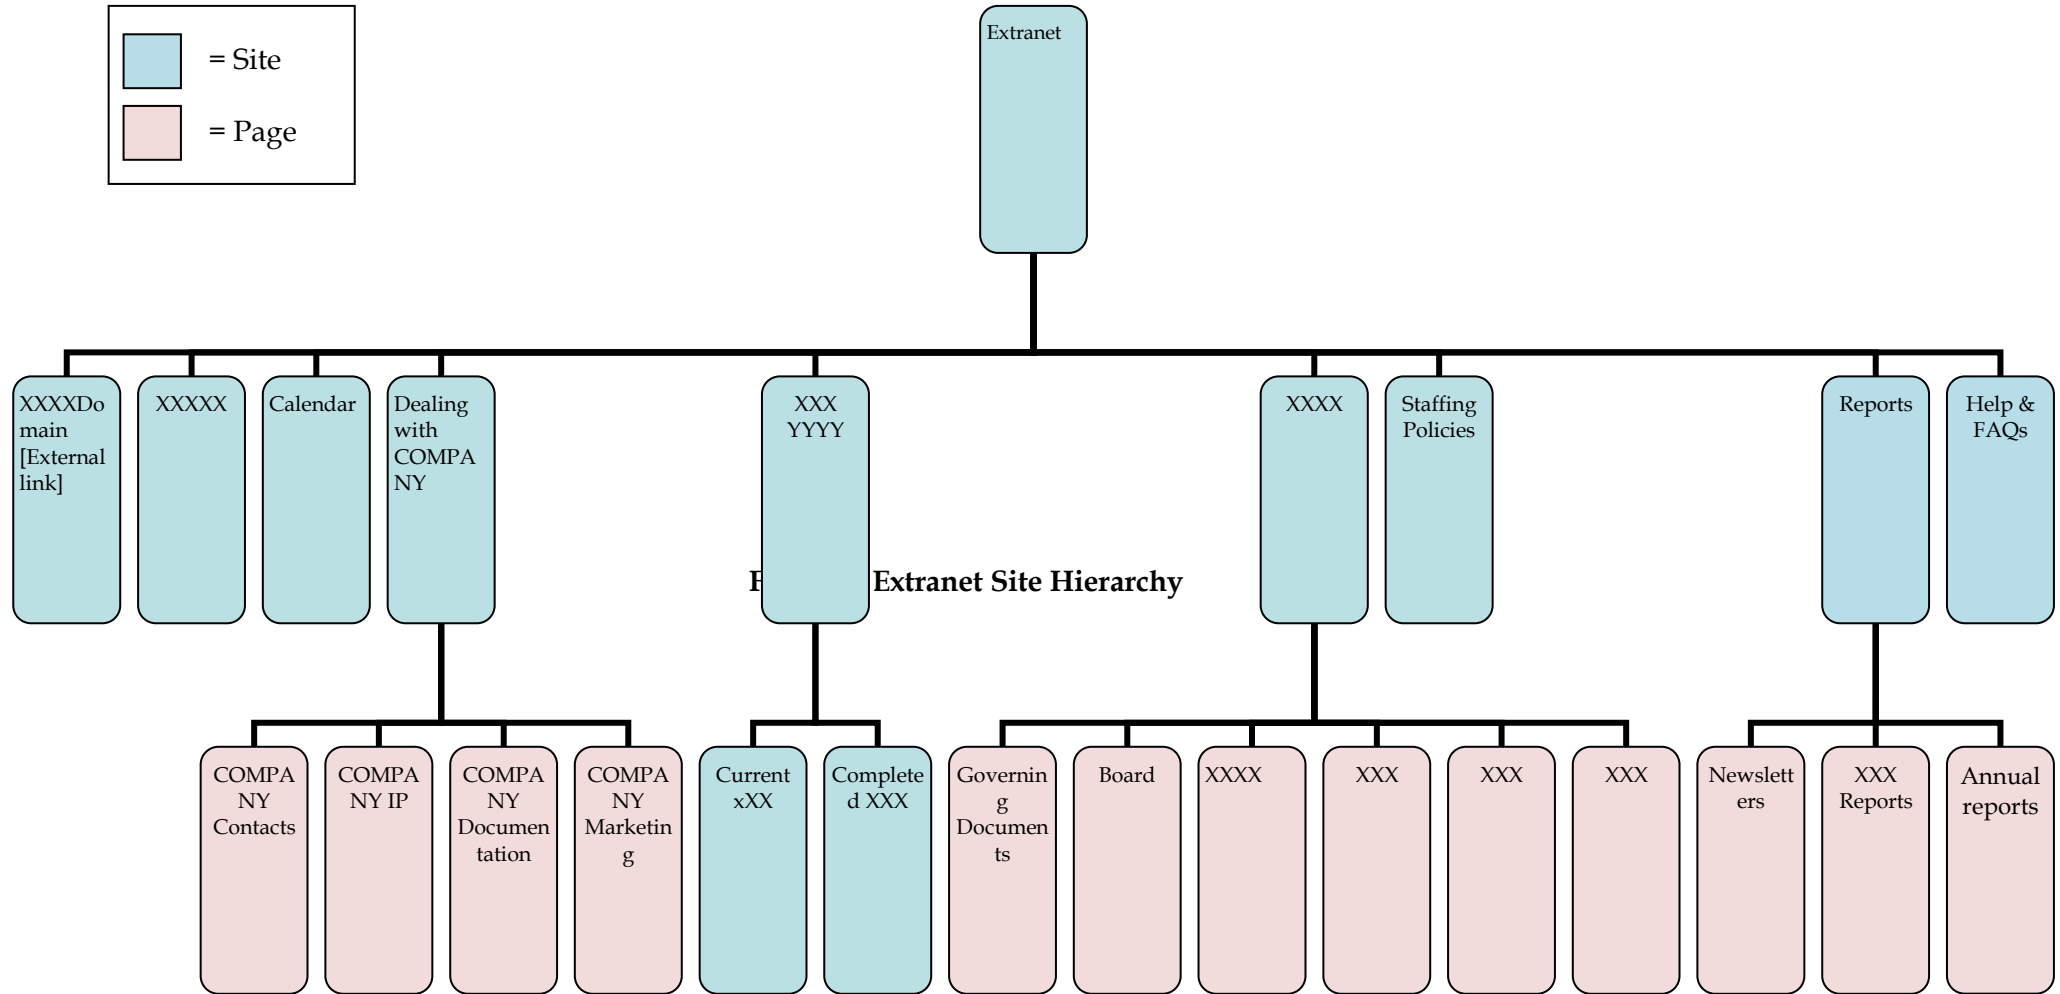 = Site
= Page
Extranet
XXXXDo
main
[External
link]
XXXXX
Calendar
Dealing
with
COMPA
NY
XXX
YYYY
XXXX
Staffing
Policies
Reports
Help &
FAQs
Extranet Site Hierarchy
COMPA
NY
Contacts
COMPA
NY IP
COMPA
NY
Documen
tation
COMPA
NY
Marketin
g
Current
xXX
Complete
d XXX
Governin
g
Documen
ts
Board
XXXX
XXX
XXX
XXX
Newslett
ers
XXX
Reports
Annual
reports